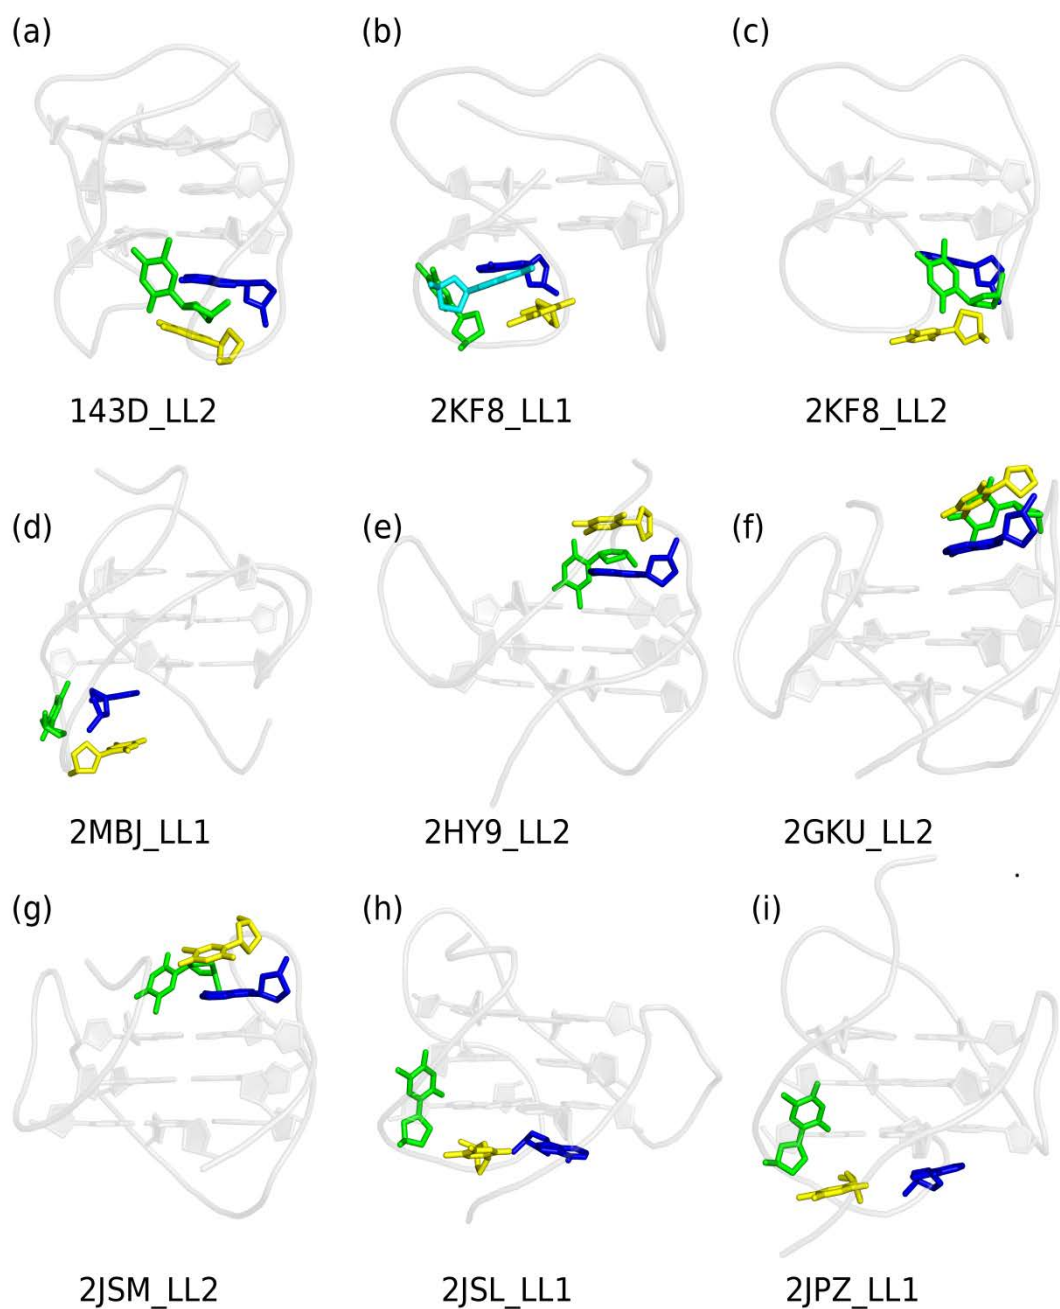 (a)
(b)
(c)
143D_LL2
2KF8_LL1
2KF8_LL2
(d)
(e)
(f)
2MBJ_LL1
2HY9_LL2
2GKU_LL2
(g)
(h)
(i)
2JSM_LL2
2JSL_LL1
2JPZ_LL1